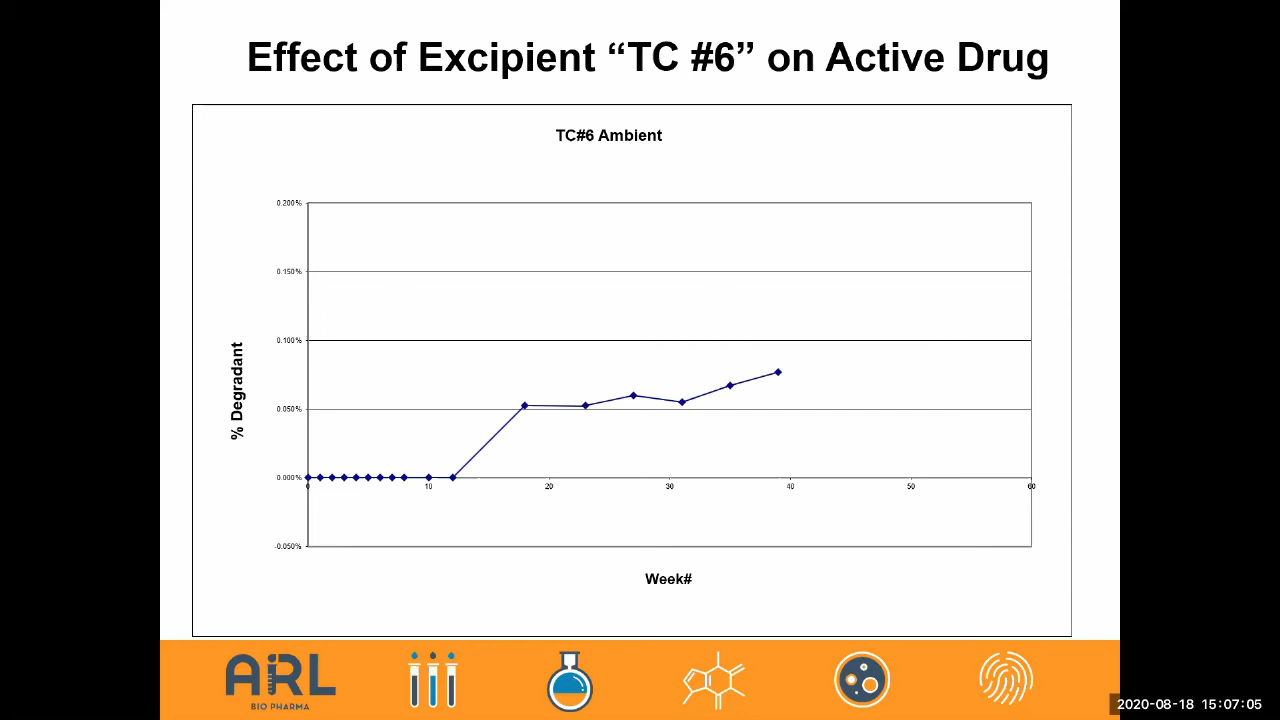 Effect of Excipient “TC #6” on Active Drug
TC#6 Ambient
0.200%
0.150%
0.100%
0.050%
0.000%
-0.050%
% Degradant
0 10 20 30 40 50 60
Week#
ARL
BIO PHARMA
2020-08-18 15:07:05